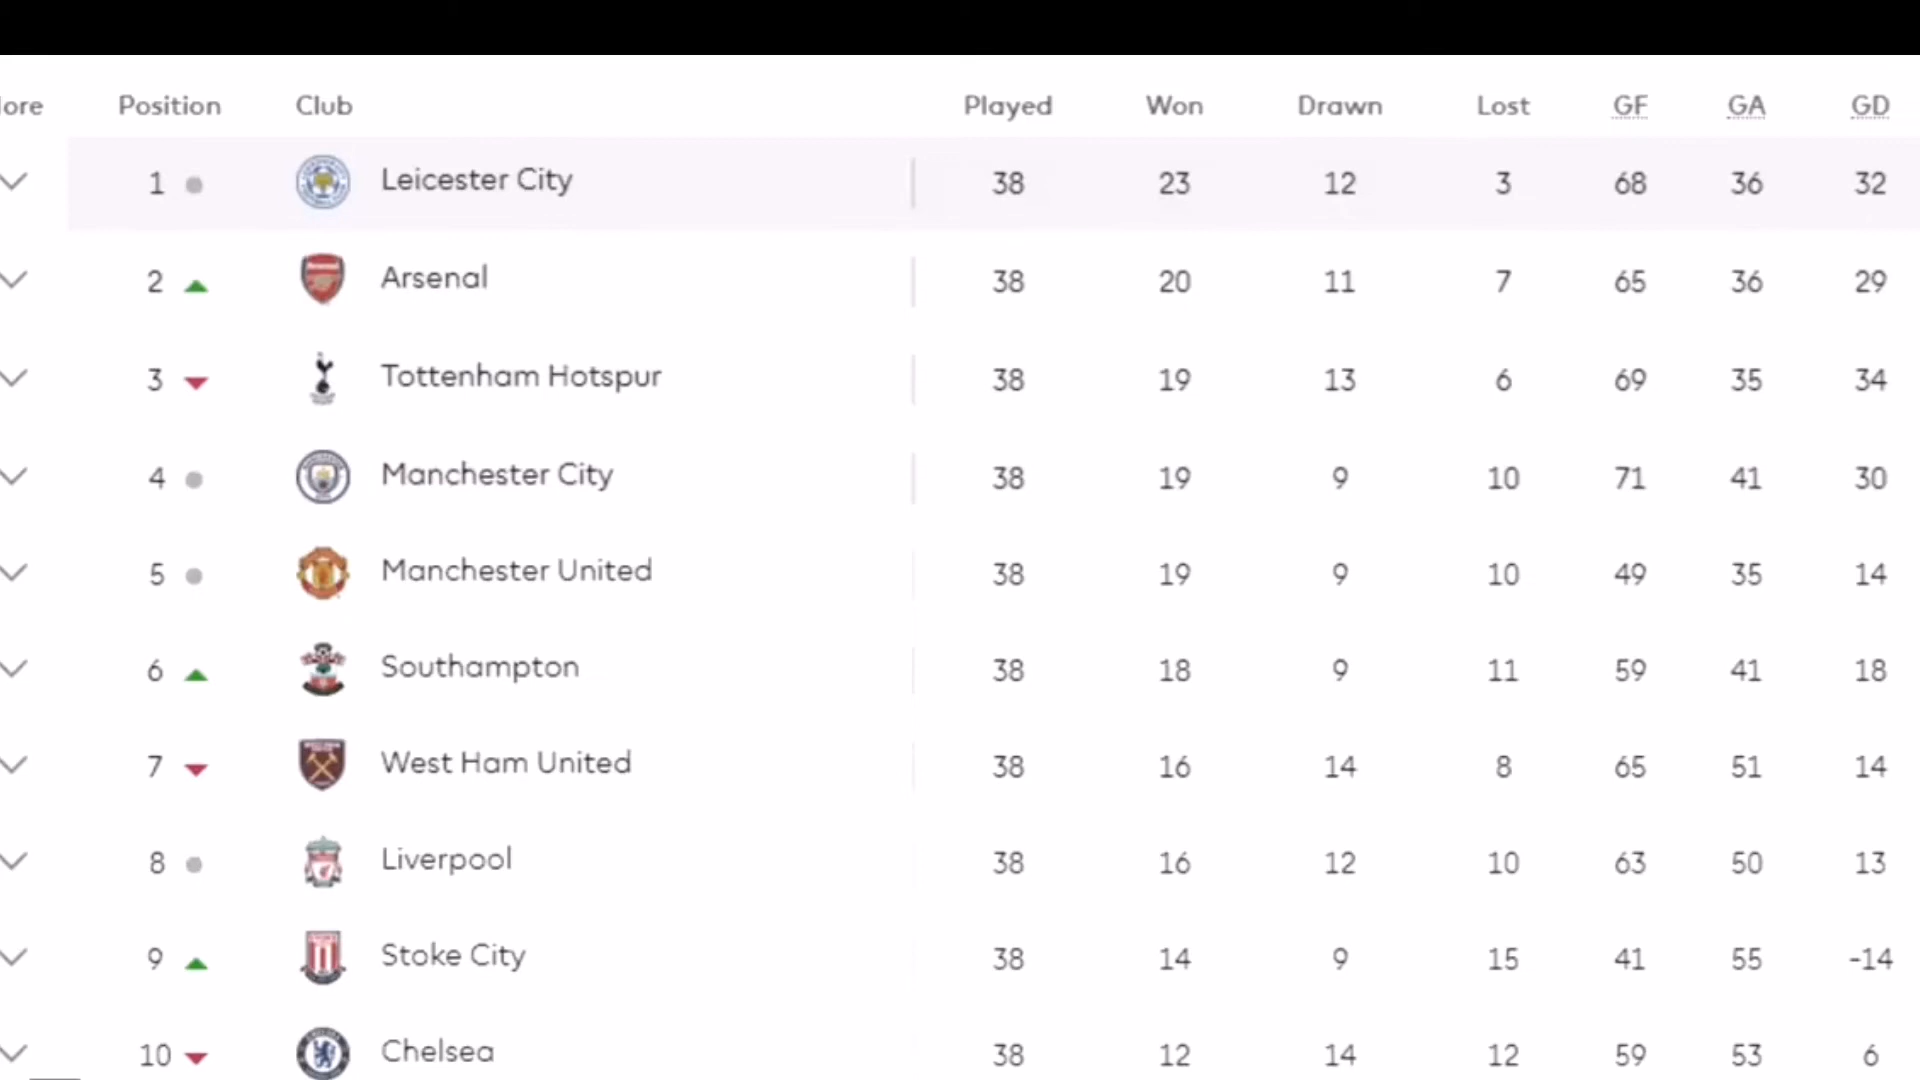 ore Position Club Played Won Drawn Lost GF GA GD
1 Leicester City 38 23 12 3 68 36 32
2 Arsenal 38 20 11 7 65 36 29
3 Tottenham Hotspur 38 19 13 6 69 35 34
4 Manchester City 38 19 9 10 71 41 30
5 Manchester United 38 19 9 10 49 35 14
6 Southampton 38 18 9 11 59 41 18
7 West Ham United 38 16 14 8 65 51 14
8 Liverpool 38 16 12 10 63 50 13
9 Stoke City 38 14 9 15 41 55 -14
10 Chelsea 38 12 14 12 59 53 6